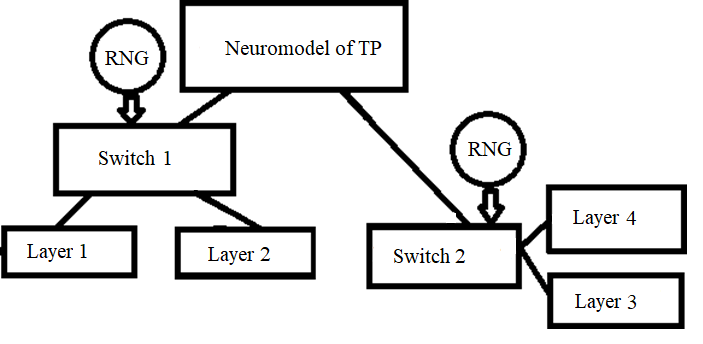 Neuromodel of TP
RNG
Switch 1
Layer 1
Layer 2
RNG
Switch 2
Layer 4
Layer 3